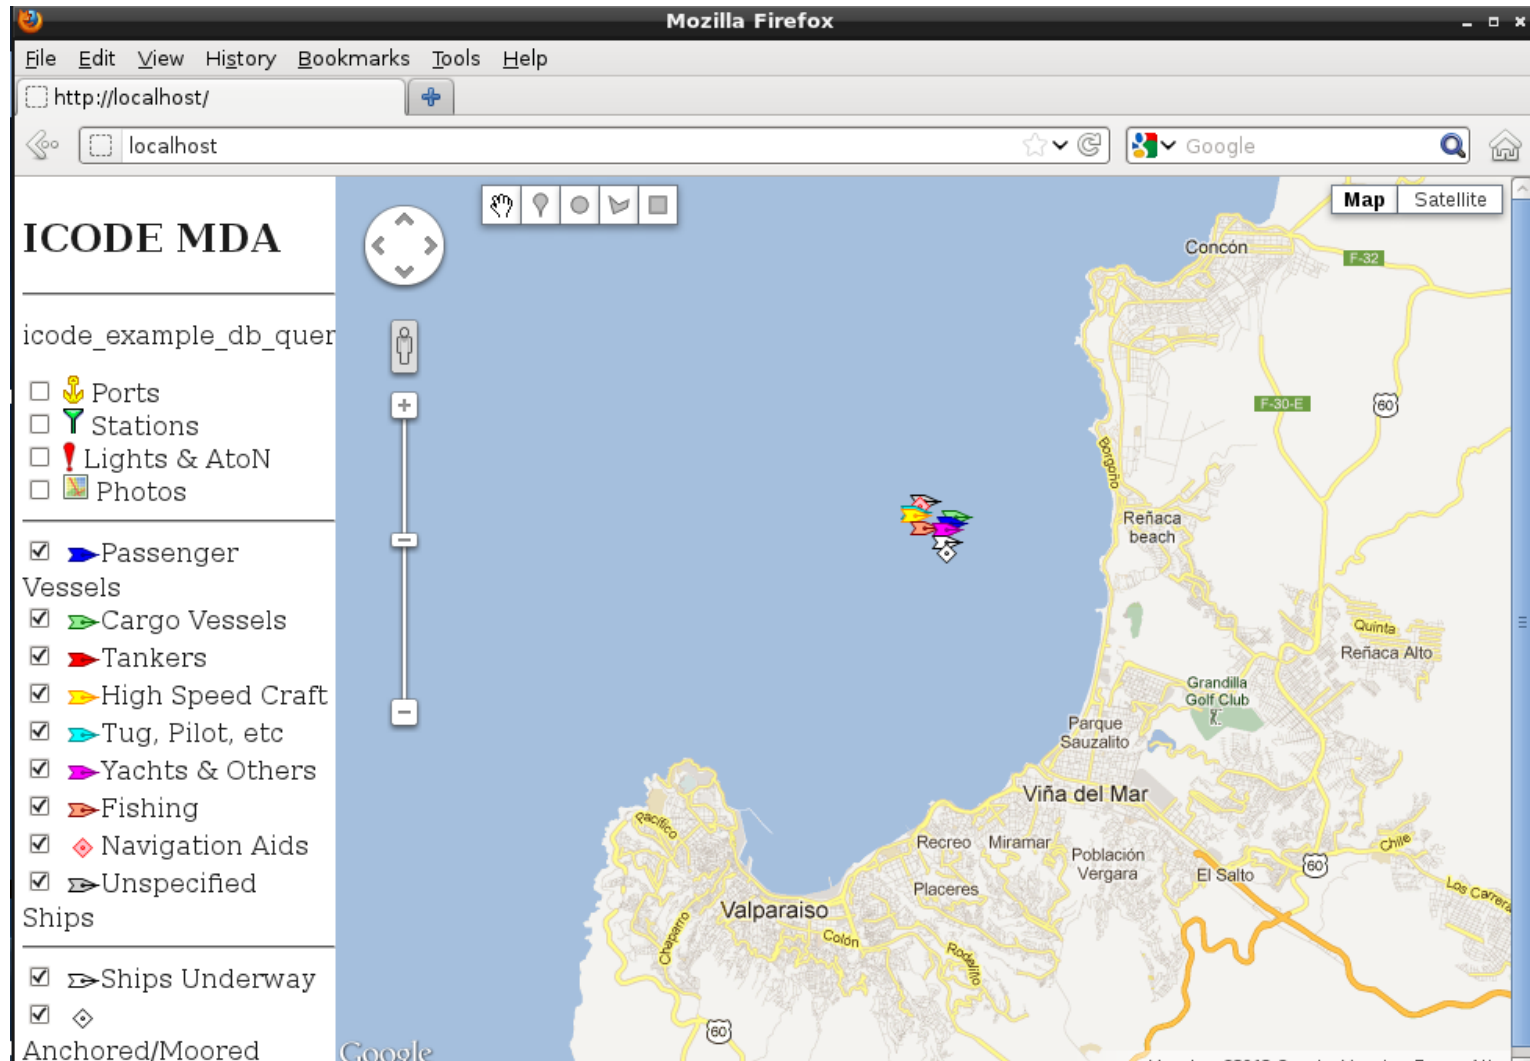 Mozilla Firefox
File Edit View History Bookmarks Tools Help
http://localhost/
localhost
Google
ICODE MDA
icode_example_db_quer
Ports
Stations
Lights & AtoN
Photos
Passenger
Vessels
Cargo Vessels
Tankers
High Speed Craft
Tug, Pilot, etc
Yachts & Others
Fishing
Navigation Aids
Unspecified
Ships
Ships Underway
Anchored/Moored
Map Satellite
Concón
F-32
F-30-E
60
Borgoño
Reñaca
beach
Quinta
Reñaca Alto
Grandilla
Golf Club
Parque
Sauzalito
Viña del Mar
Pacífico
Recreo
Miramar
Población
Vergara
El Salto
60
Chile
Los Carrera
Placeres
Valparaiso
Colón
Chaparro
Rodelillo
60
Google